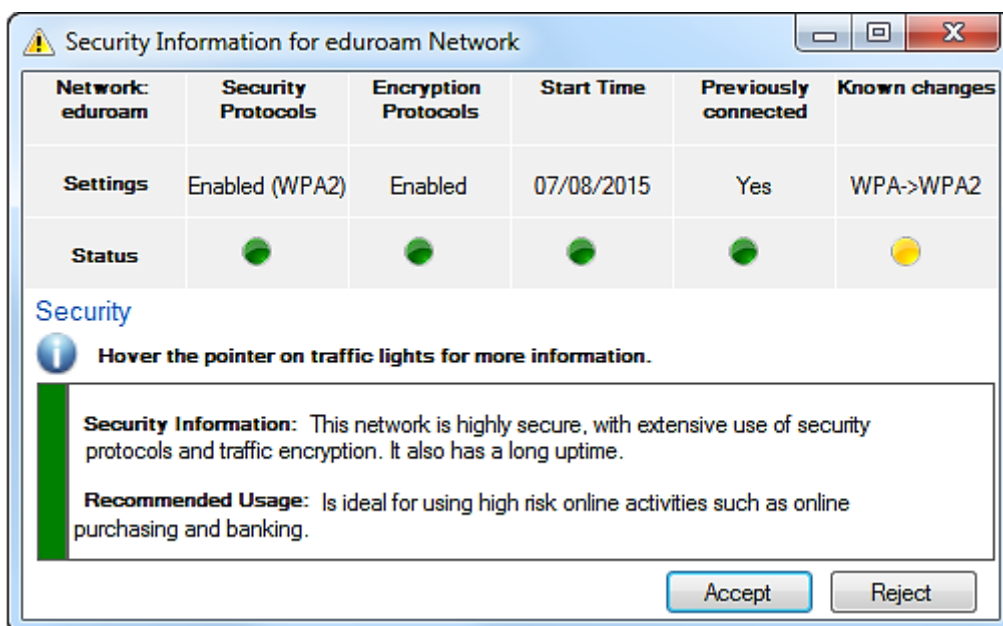 Security Information for eduroam Network
Network: eduroam Security Protocols Encryption Protocols Start Time Previously connected Known changes
Settings Enabled (WPA2) Enabled 07/08/2015 Yes WPA->WPA2
Status
Security
Hover the pointer on traffic lights for more information.
Security Information: This network is highly secure, with extensive use of security
protocols and traffic encryption. It also has a long uptime.
Recommended Usage: Is ideal for using high risk online activities such as online
purchasing and banking.
Accept Reject